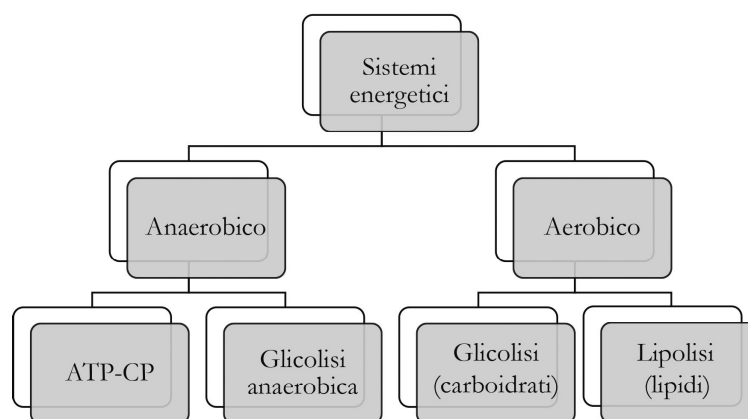 Sistemi
energetici
Anaerobico
Aerobico
ATP-CP
Glicolisi
anaerobica
Glicolisi
(carboidrati)
Lipolisi
(lipidi)